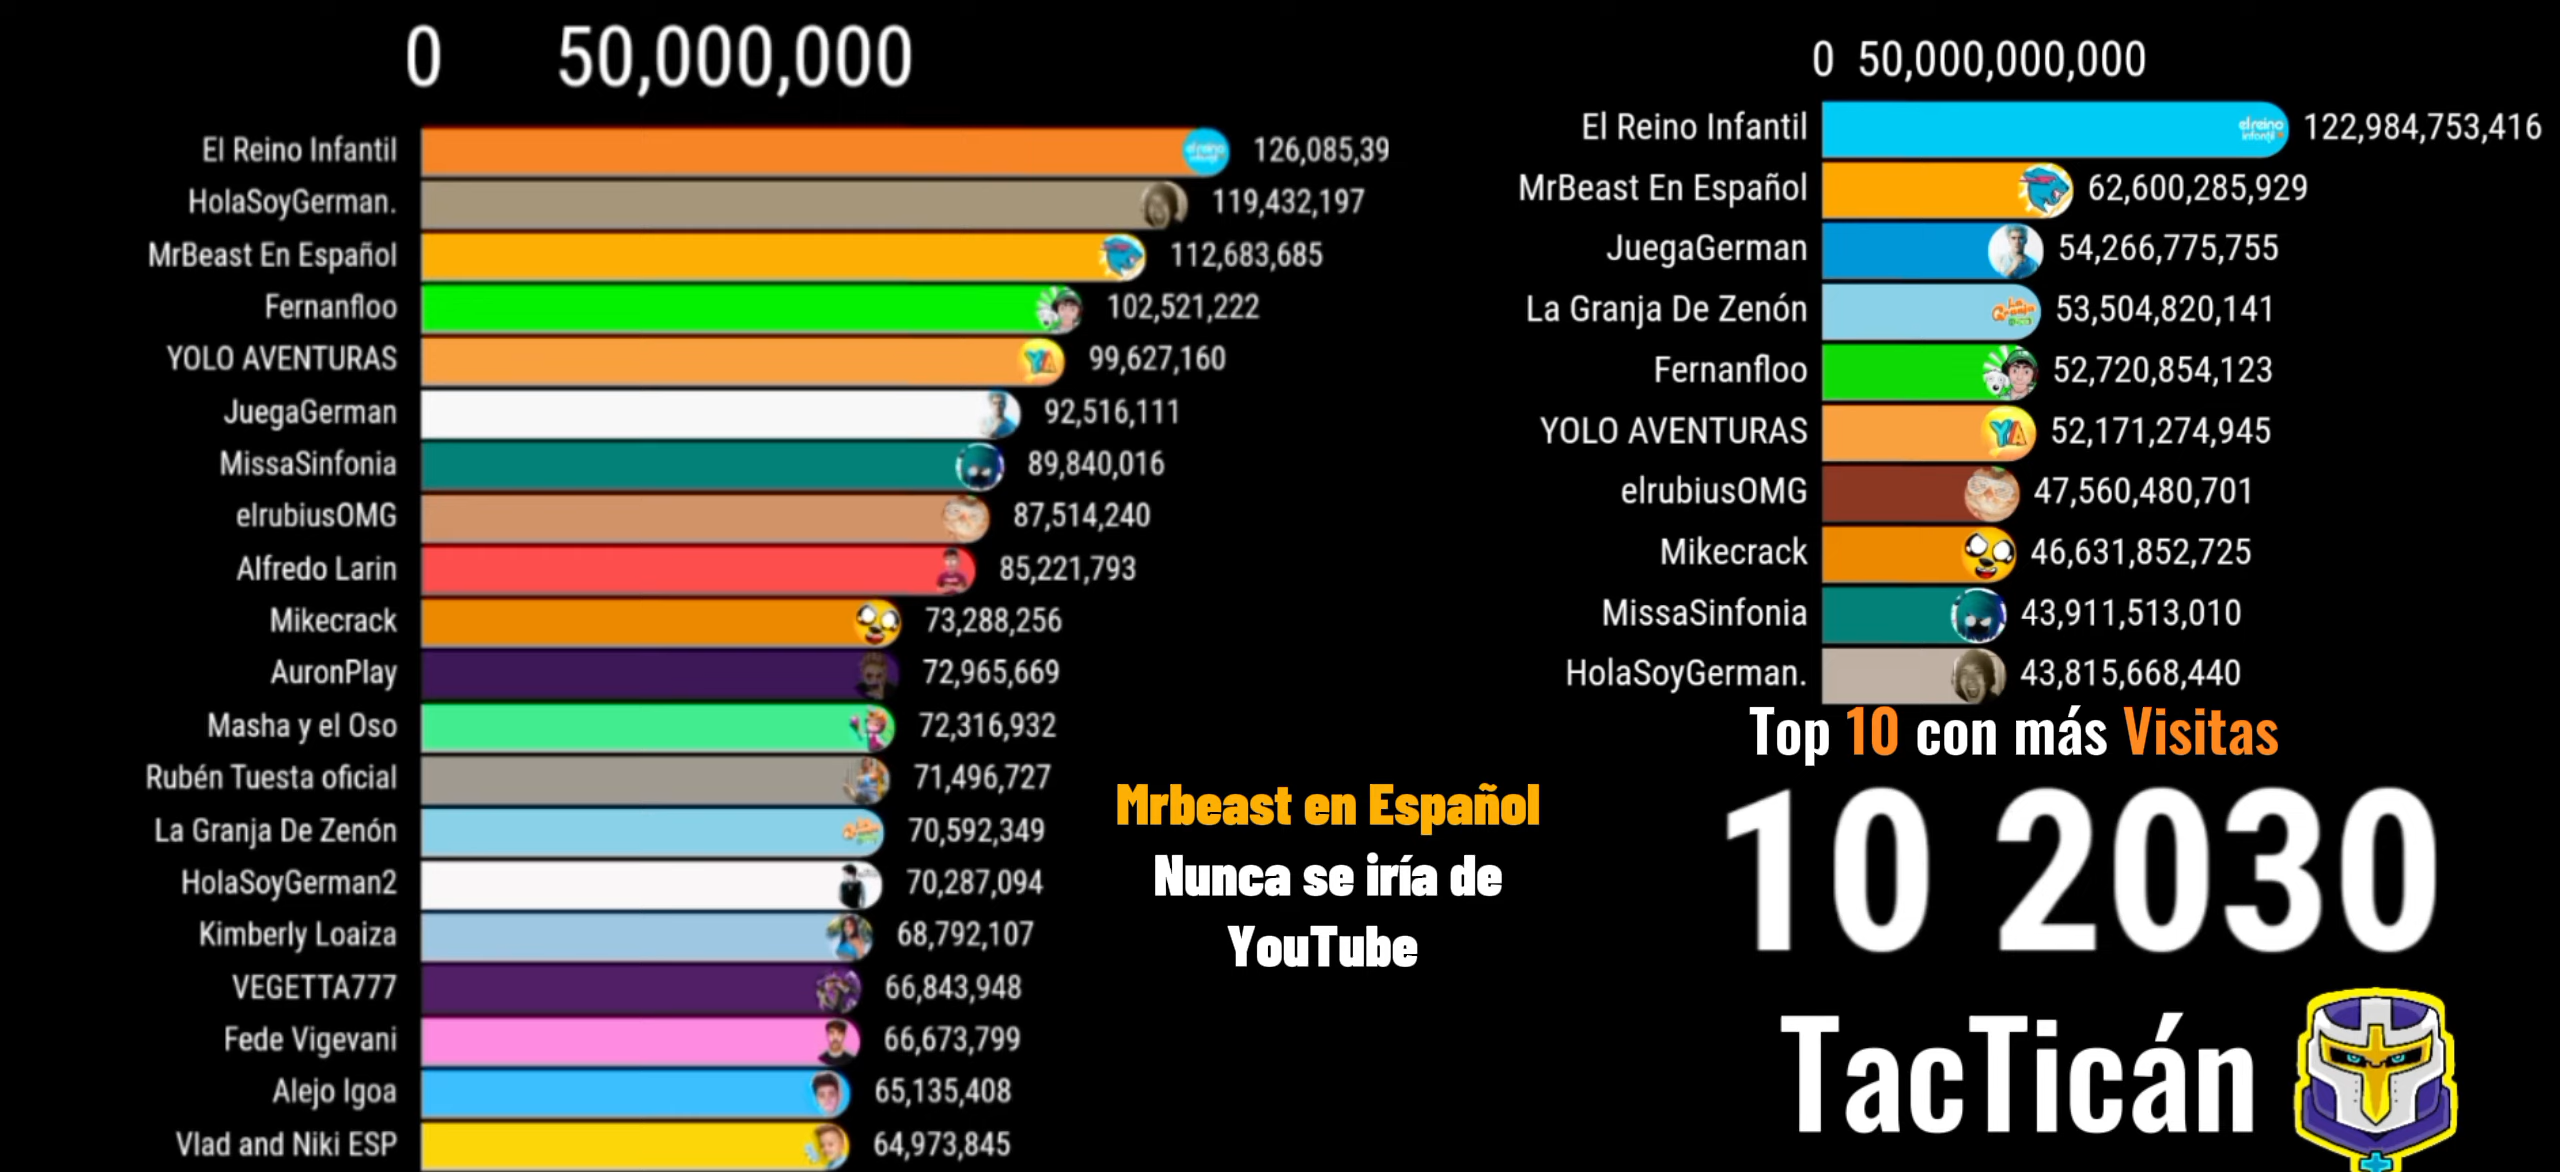 0 50,000,000
El Reino Infantil 126,085,39
HolaSoyGerman. 119,432,197
MrBeast En Español 112,683,685
Fernanfloo 102,521,222
YOLO AVENTURAS 99,627,160
JuegaGerman 92,516,111
MissaSinfonia 89,840,016
elrubiusOMG 87,514,240
Alfredo Larin 85,221,793
Mikecrack 73,288,256
AuronPlay 72,965,669
Masha y el Oso 72,316,932
Rubén Tuesta oficial 71,496,727
La Granja De Zenón 70,592,349
HolaSoyGerman2 70,287,094
Kimberly Loaiza 68,792,107
VEGETTA777 66,843,948
Fede Vigevani 66,673,799
Alejo Igoa 65,135,408
Vlad and Niki ESP 64,973,845
Mrbeast en Español
Nunca se iría de
YouTube
0 50,000,000,000
El Reino Infantil el reino infantil 122,984,753,416
MrBeast En Español 62,600,285,929
JuegaGerman 54,266,775,755
La Granja De Zenón 53,504,820,141
Fernanfloo 52,720,854,123
YOLO AVENTURAS YA 52,171,274,945
elrubiusOMG 47,560,480,701
Mikecrack 46,631,852,725
MissaSinfonia 43,911,513,010
HolaSoyGerman. 43,815,668,440
Top 10 con más Visitas
10 2030
TacTicán